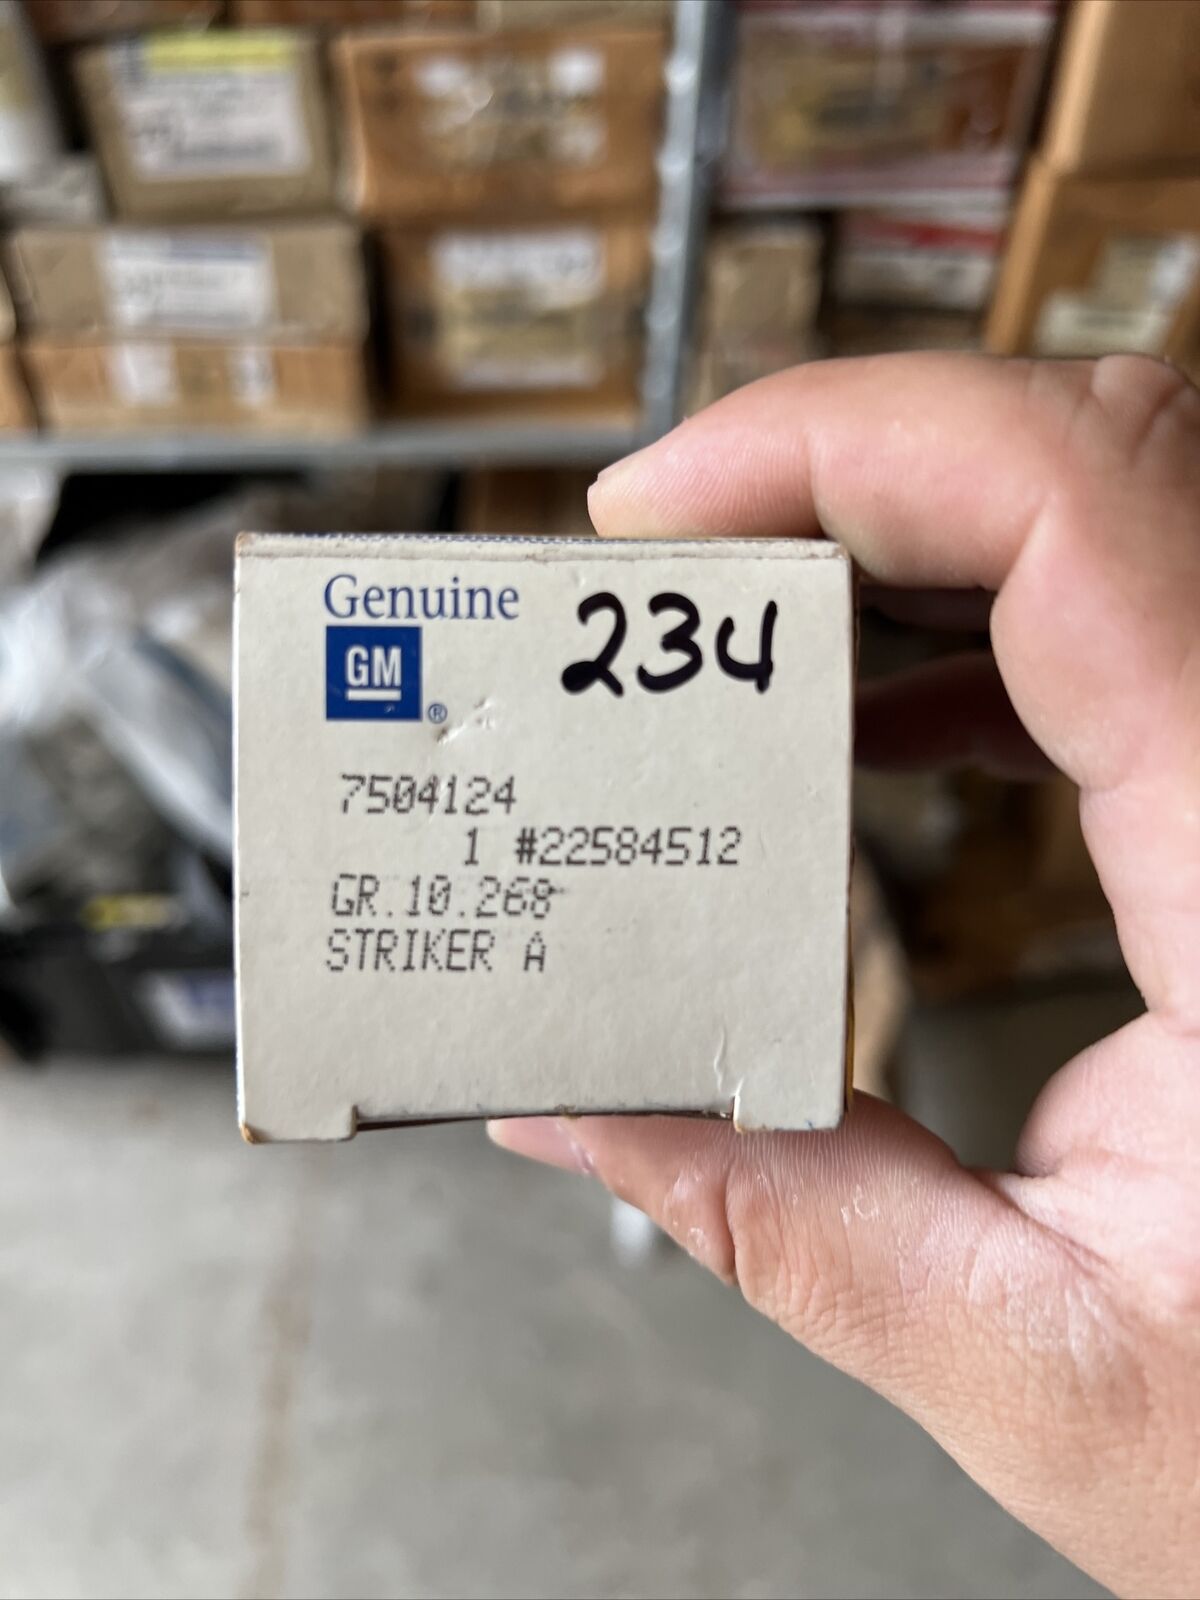 Genuine
234
GM
®
7504124
1 #22584512
GR.10.268
STRIKER A